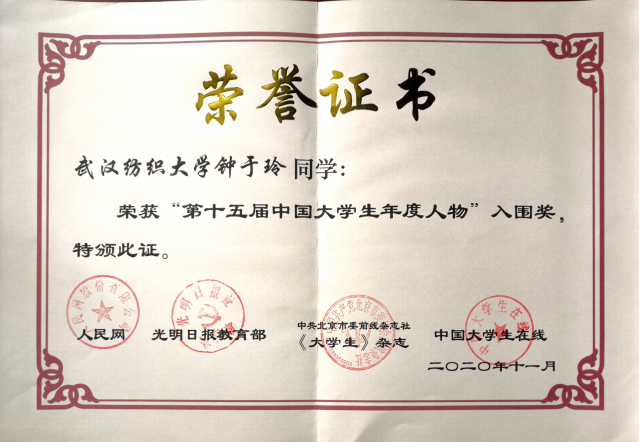 荣誉证书
武汉纺织大学钟于玲同学：
荣获“第十五届中国大学生年度人物”入围奖，
特颁此证。
人民网 光明日报教育部 中共北京市委前线杂志社 《大学生》杂志 中国大学生在线
二〇二〇年十一月